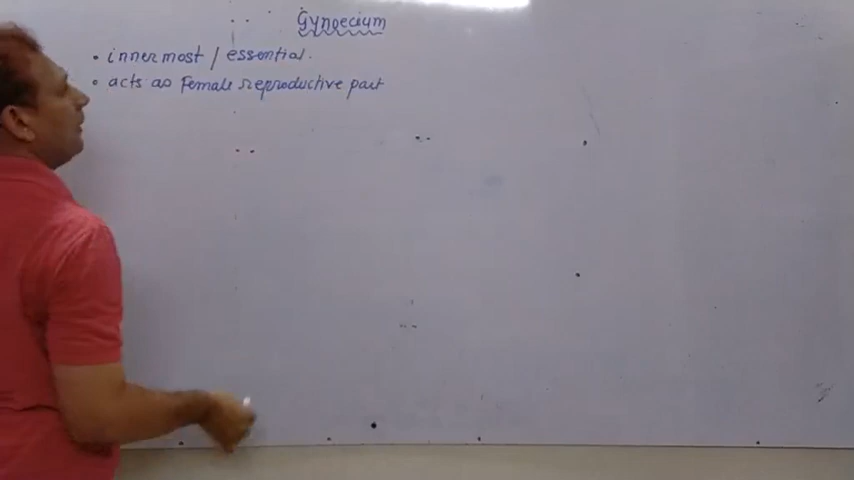 Gynoecium
• inner most / essential.
• acts as Female reproductive part